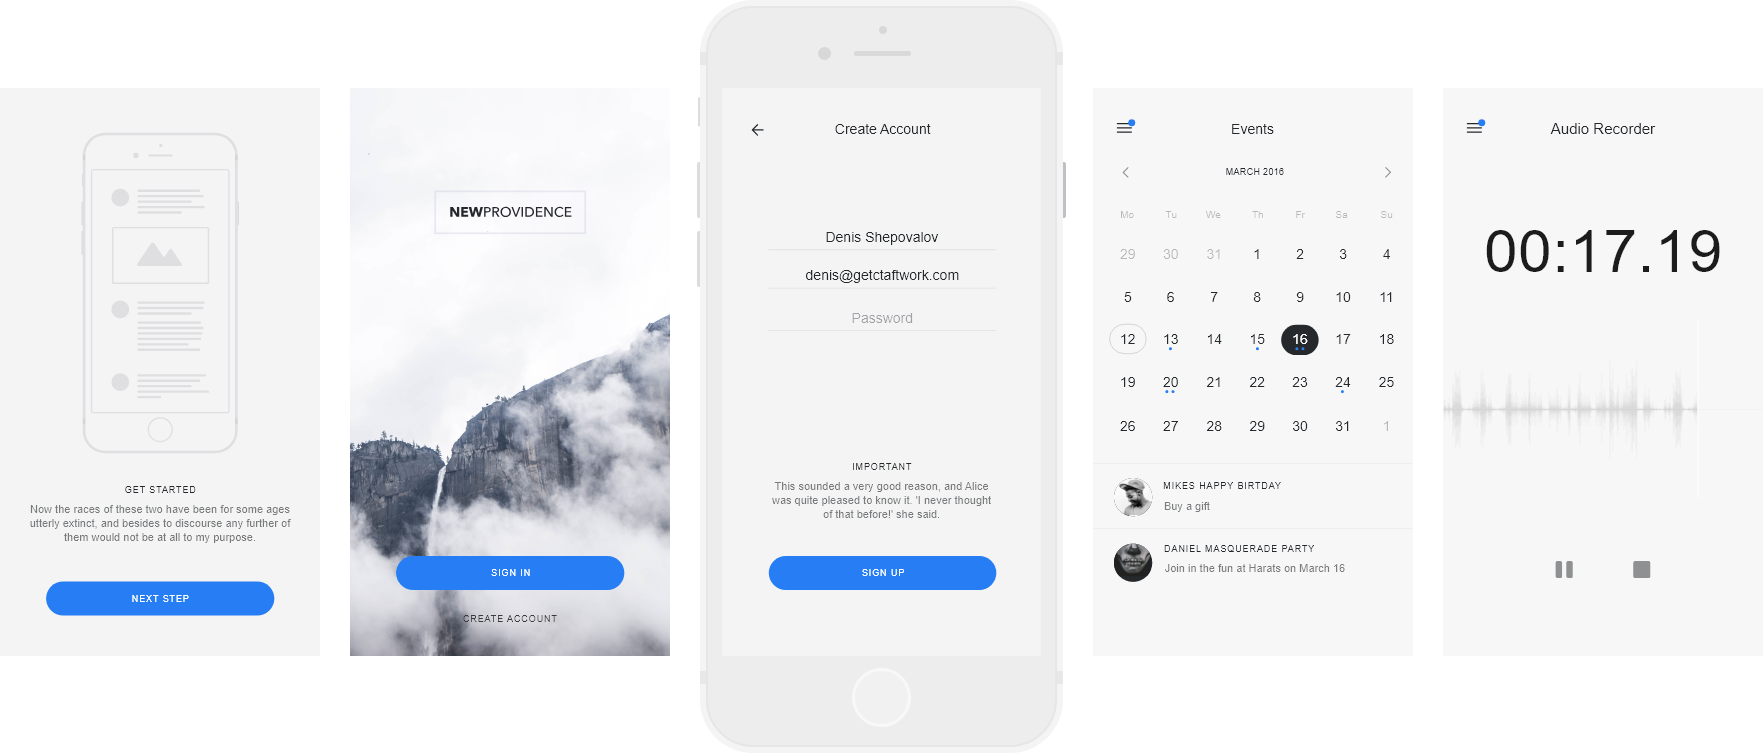 GET STARTED
Now the races of these two have been for some ages
utterly extinct, and besides to discourse any further of
them would not be at all to my purpose.
NEXT STEP
NEWPROVIDENCE
SIGN IN
CREATE ACCOUNT
Create Account
Denis Shepovalov
denis@getctaftwork.com
Password
IMPORTANT
This sounded a very good reason, and Alice
was quite pleased to know it. 'I never thought
of that before!' she said.
SIGN UP
Events
MARCH 2016
Mo Tu We Th Fr Sa Su
29 30 31 1 2 3 4
5 6 7 8 9 10 11
12 13 14 15 16 17 18
19 20 21 22 23 24 25
26 27 28 29 30 31 1
MIKES HAPPY BIRTDAY
Buy a gift
DANIEL MASQUERADE PARTY
Join in the fun at Harats on March 16
Audio Recorder
00:17.19